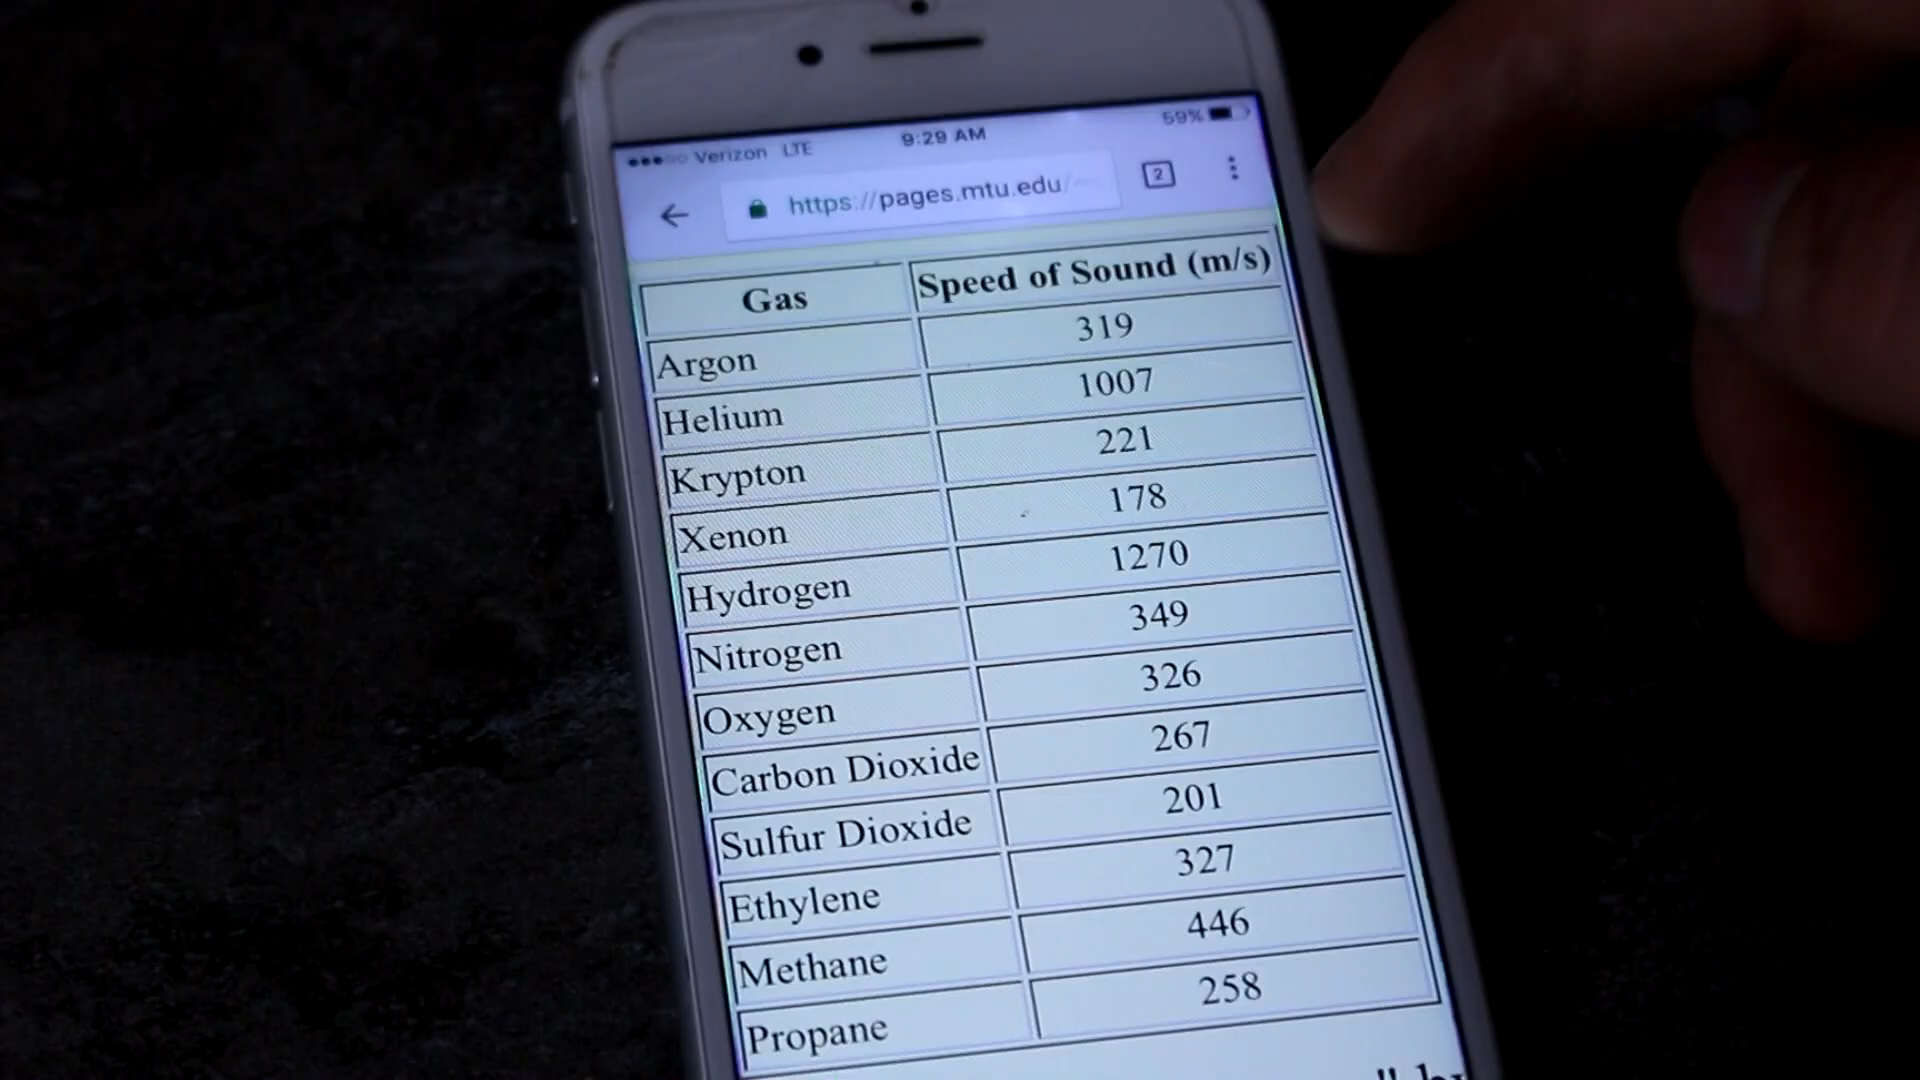 Verizon LTE 9:29 AM 59%
https://pages.mtu.edu/ 2
Gas Speed of Sound (m/s)
Argon 319
Helium 1007
Krypton 221
Xenon 178
Hydrogen 1270
Nitrogen 349
Oxygen 326
Carbon Dioxide 267
Sulfur Dioxide 201
Ethylene 327
Methane 446
Propane 258